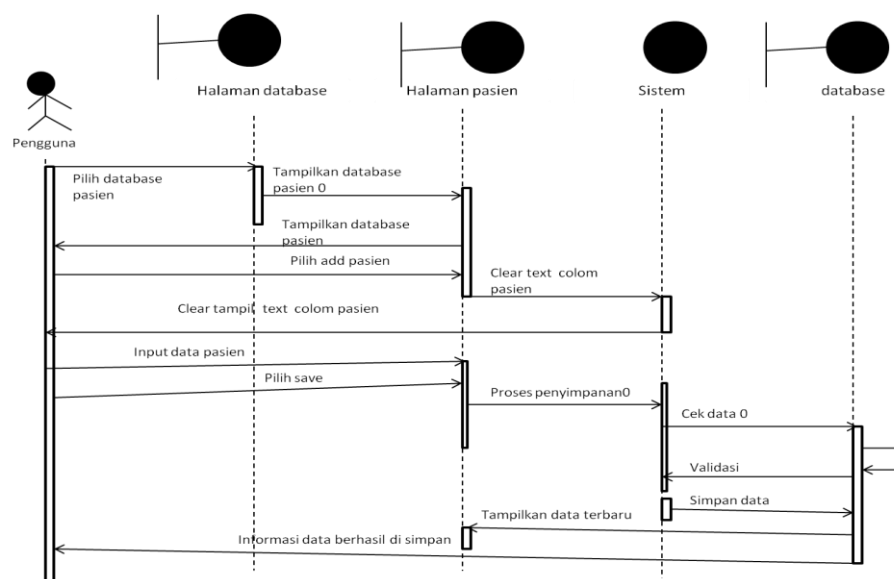 Halaman database
Halaman pasien
Sistem
database
Pengguna
Pilih database
pasien
Tampilkan database
pasien 0
Tampilkan database
pasien
Pilih add pasien
Clear text colom
pasien
Clear tampil text colom pasien
Input data pasien
Pilih save
Proses penyimpanan0
Cek data 0
Validasi
Simpan data
Tampilkan data terbaru
Informasi data berhasil di simpan